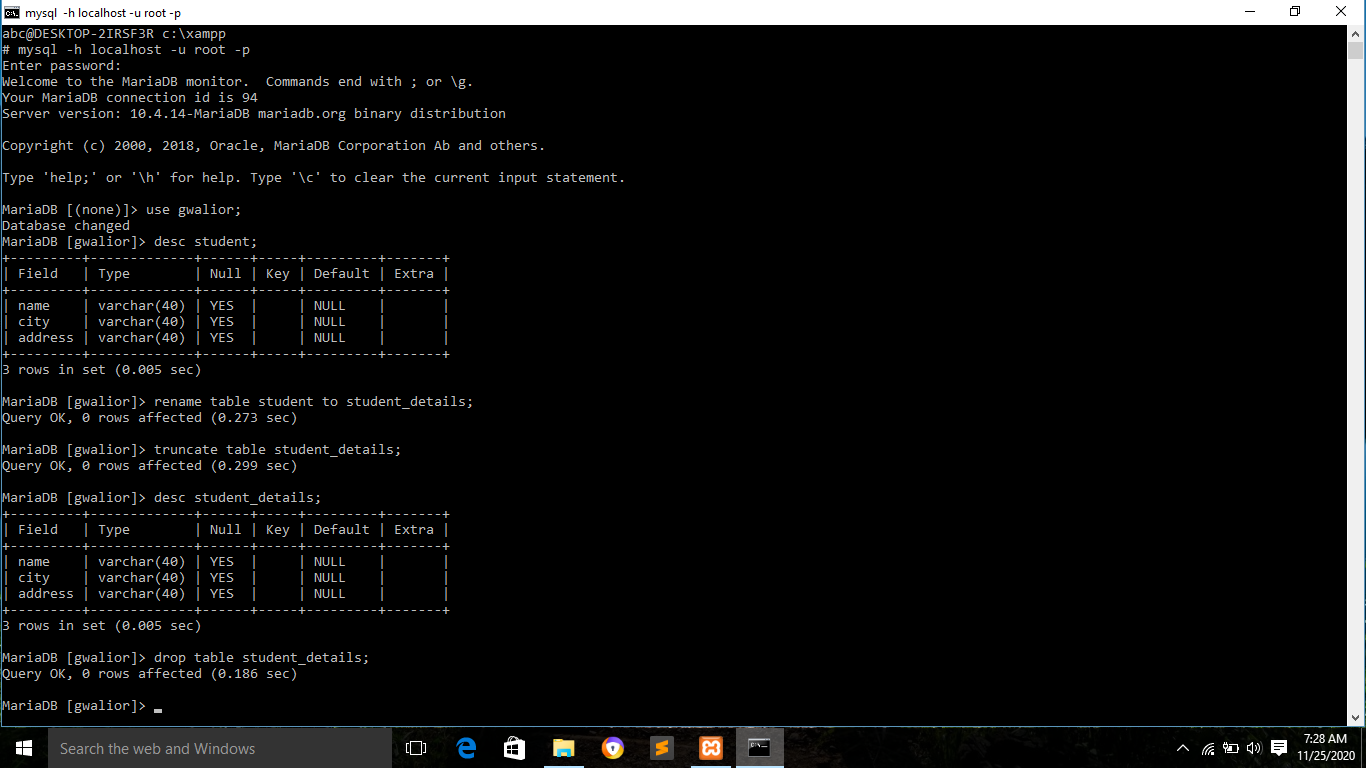 mysql  -h localhost -u root -p
abc@DESKTOP-2IRSF3R c:\xampp
# mysql -h localhost -u root -p
Enter password:
Welcome to the MariaDB monitor.  Commands end with ; or \g.
Your MariaDB connection id is 94
Server version: 10.4.14-MariaDB mariadb.org binary distribution

Copyright (c) 2000, 2018, Oracle, MariaDB Corporation Ab and others.

Type 'help;' or '\h' for help. Type '\c' to clear the current input statement.

MariaDB [(none)]> use gwalior;
Database changed
MariaDB [gwalior]> desc student;
+---------+-------------+------+-----+---------+-------+
| Field   | Type        | Null | Key | Default | Extra |
+---------+-------------+------+-----+---------+-------+
| name    | varchar(40) | YES  |     | NULL    |       |
| city    | varchar(40) | YES  |     | NULL    |       |
| address | varchar(40) | YES  |     | NULL    |       |
+---------+-------------+------+-----+---------+-------+
3 rows in set (0.005 sec)

MariaDB [gwalior]> rename table student to student_details;
Query OK, 0 rows affected (0.273 sec)

MariaDB [gwalior]> truncate table student_details;
Query OK, 0 rows affected (0.299 sec)

MariaDB [gwalior]> desc student_details;
+---------+-------------+------+-----+---------+-------+
| Field   | Type        | Null | Key | Default | Extra |
+---------+-------------+------+-----+---------+-------+
| name    | varchar(40) | YES  |     | NULL    |       |
| city    | varchar(40) | YES  |     | NULL    |       |
| address | varchar(40) | YES  |     | NULL    |       |
+---------+-------------+------+-----+---------+-------+
3 rows in set (0.005 sec)

MariaDB [gwalior]> drop table student_details;
Query OK, 0 rows affected (0.186 sec)

MariaDB [gwalior]> _
Search the web and Windows
7:28 AM
11/25/2020